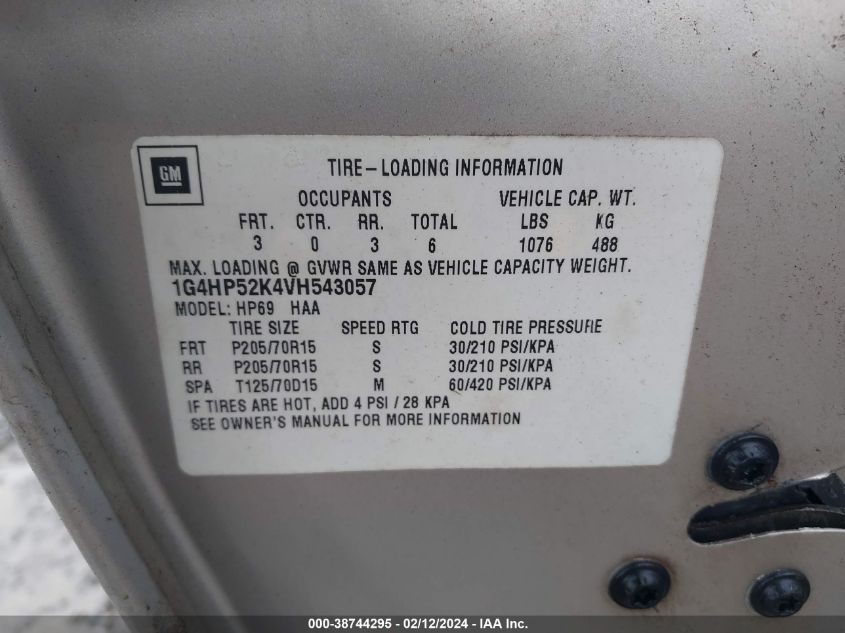 GM
TIRE-LOADING INFORMATION
OCCUPANTS VEHICLE CAP. WT.
FRT. CTR. RR. TOTAL LBS KG
3 0 3 6 1076 488
MAX. LOADING @ GVWR SAME AS VEHICLE CAPACITY WEIGHT.
1G4HP52K4VH543057
MODEL: HP69 HAA
TIRE SIZE SPEED RTG COLD TIRE PRESSURE
FRT P205/70R15 S 30/210 PSI/KPA
RR P205/70R15 S 30/210 PSI/KPA
SPA T125/70D15 M 60/420 PSI/KPA
IF TIRES ARE HOT, ADD 4 PSI / 28 KPA
SEE OWNER'S MANUAL FOR MORE INFORMATION
000-38744295 - 02/12/2024 - IAA Inc.